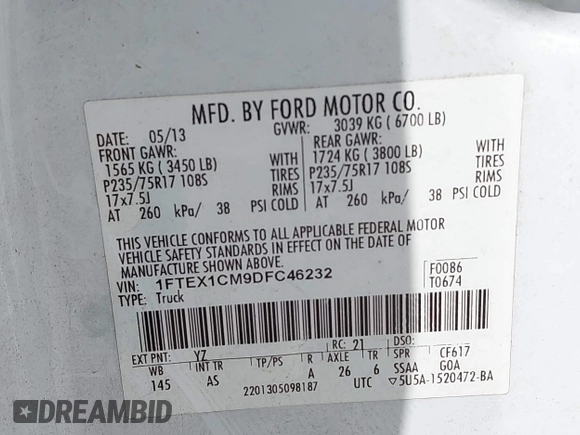 MFD. BY FORD MOTOR CO.
DATE: 05/13 GVWR: 3039 KG ( 6700 LB)
FRONT GAWR: REAR GAWR:
1565 KG ( 3450 LB) WITH 1724 KG ( 3800 LB) WITH
P235/75R17 108S TIRES P235/75R17 108S TIRES
17x7.5J RIMS 17x7.5J RIMS
AT 260 kPa/ 38 PSI COLD AT 260 kPa/ 38 PSI COLD
THIS VEHICLE CONFORMS TO ALL APPLICABLE FEDERAL MOTOR
VEHICLE SAFETY STANDARDS IN EFFECT ON THE DATE OF
MANUFACTURE SHOWN ABOVE.
VIN: 1FTEX1CM9DFC46232 F0086
TYPE: Truck T0674
EXT PNT: YZ RC: 21 DSO:
WB INT TR TP/PS R AXLE TR SPR CF617
145 AS A 26 6 SSAA GOA
2201305098187 UTC ▽5U5A-1520472-BA
DREAMBID